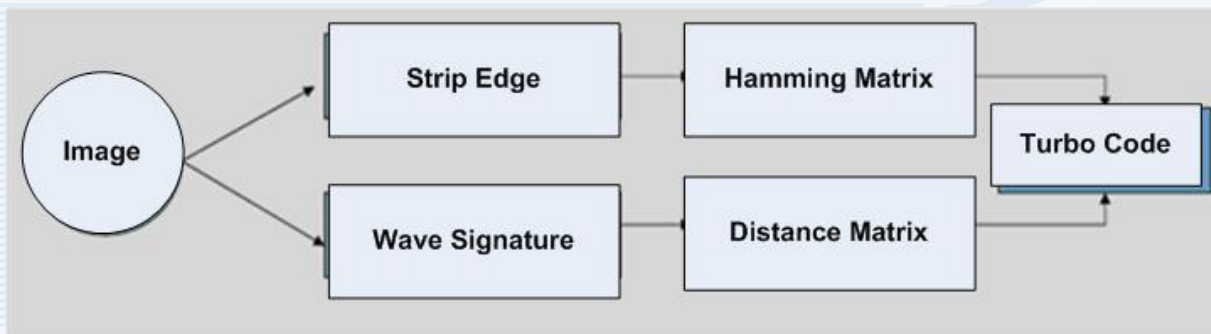 Image
Strip Edge
Hamming Matrix
Turbo Code
Wave Signature
Distance Matrix